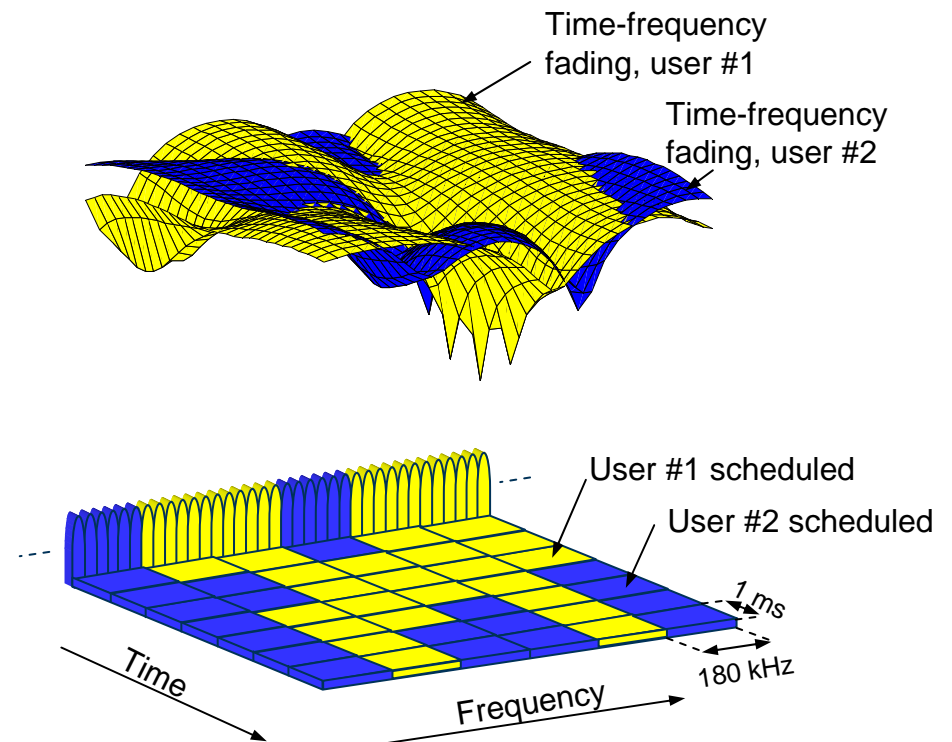 Time-frequency
fading, user #1
Time-frequency
fading, user #2
User #1 scheduled
User #2 scheduled
1 ms
180 kHz
Time
Frequency